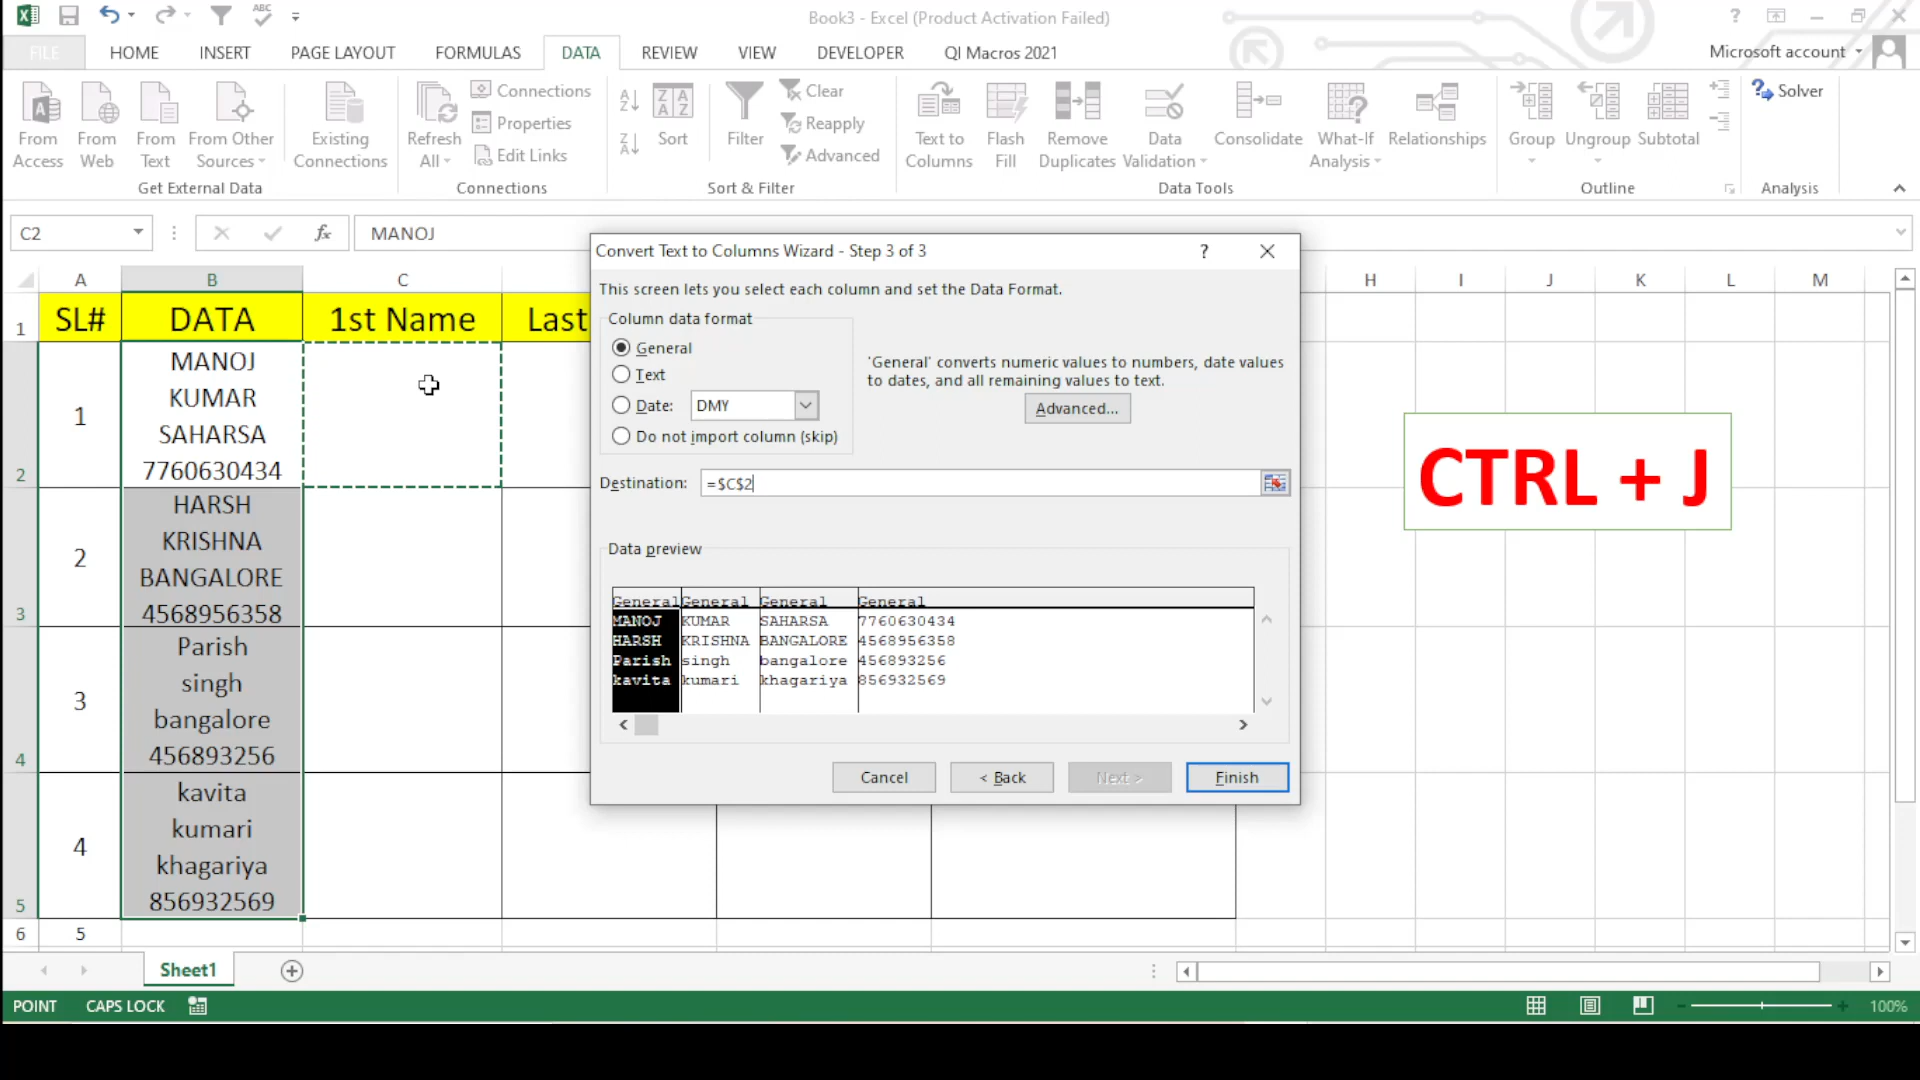 Book3 - Excel (Product Activation Failed)
FILE HOME INSERT PAGE LAYOUT FORMULAS DATA REVIEW VIEW DEVELOPER QI Macros 2021 Microsoft account
From Access
From Web
From Text
From Other Sources
Existing Connections
Get External Data
Refresh All
Connections
Properties
Edit Links
Connections
Sort
Filter
Clear
Reapply
Advanced
Sort & Filter
Text to Columns
Flash Fill
Remove Duplicates
Data Validation
Consolidate
What-If Analysis
Relationships
Data Tools
Group
Ungroup
Subtotal
Outline
Solver
Analysis
C2 fx MANOJ
A B C H I J K L M
1 SL# DATA 1st Name Last
2 1
MANOJ
KUMAR
SAHARSA
7760630434
3 2
HARSH
KRISHNA
BANGALORE
4568956358
4 3
Parish
singh
bangalore
456893256
5 4
kavita
kumari
khagariya
856932569
6 5
Convert Text to Columns Wizard - Step 3 of 3 ?
This screen lets you select each column and set the Data Format.
Column data format
General
Text
Date: DMY
Do not import column (skip)
'General' converts numeric values to numbers, date values
to dates, and all remaining values to text.
Advanced...
Destination: =$C$2
Data preview
General General General General
MANOJ KUMAR SAHARSA 7760630434
HARSH KRISHNA BANGALORE 4568956358
Parish singh bangalore 456893256
kavita kumari khagariya 856932569
Cancel < Back Next > Finish
CTRL + J
Sheet1
POINT CAPS LOCK 100%